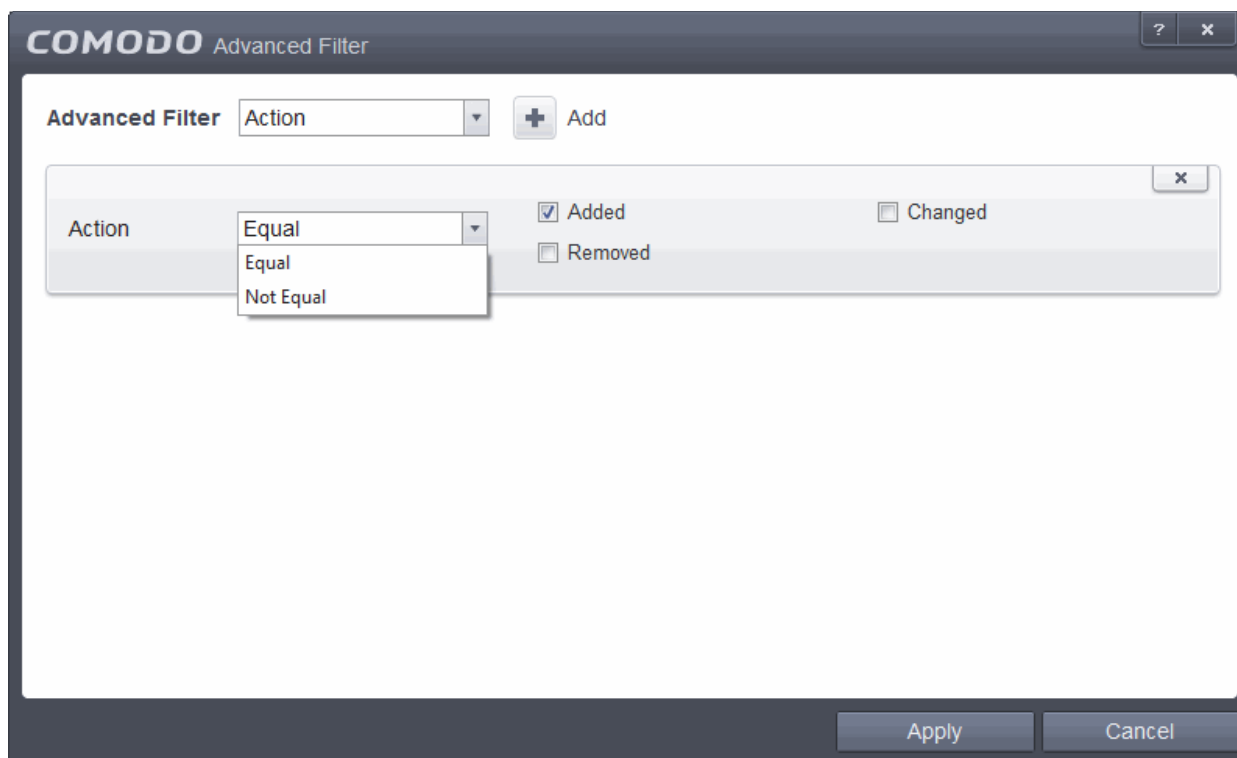 COMODO Advanced Filter ? ×
Advanced Filter Action + Add
×
Action Equal Added Changed
Equal Removed
Not Equal
Apply Cancel